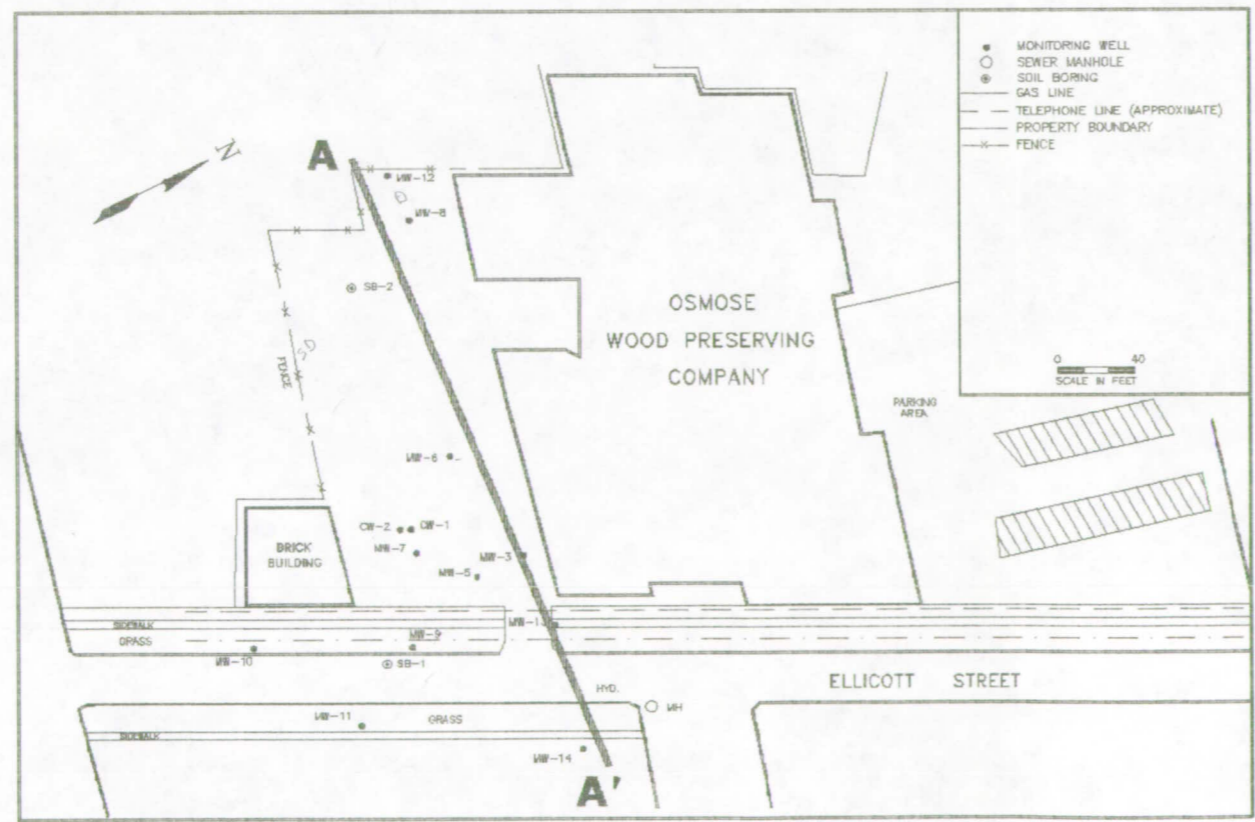 MONITORING WELL
SEWER MANHOLE
SOIL BORING
GAS LINE
TELEPHONE LINE (APPROXIMATE)
PROPERTY BOUNDARY
FENCE
N
A
MW-12
D
MW-8
SB-2
SD
FENCE
OSMOSE
WOOD PRESERVING
COMPANY
0 40
SCALE IN FEET
PARKING
AREA
MW-6
CW-2
CW-1
MW-7
MW-3
MW-5
BRICK
BUILDING
MW-13
SIDEWALK
GRASS
MW-9
MW-10
SB-1
ELLICOTT STREET
HYD.
MH
MW-11
GRASS
SIDEWALK
MW-14
A'